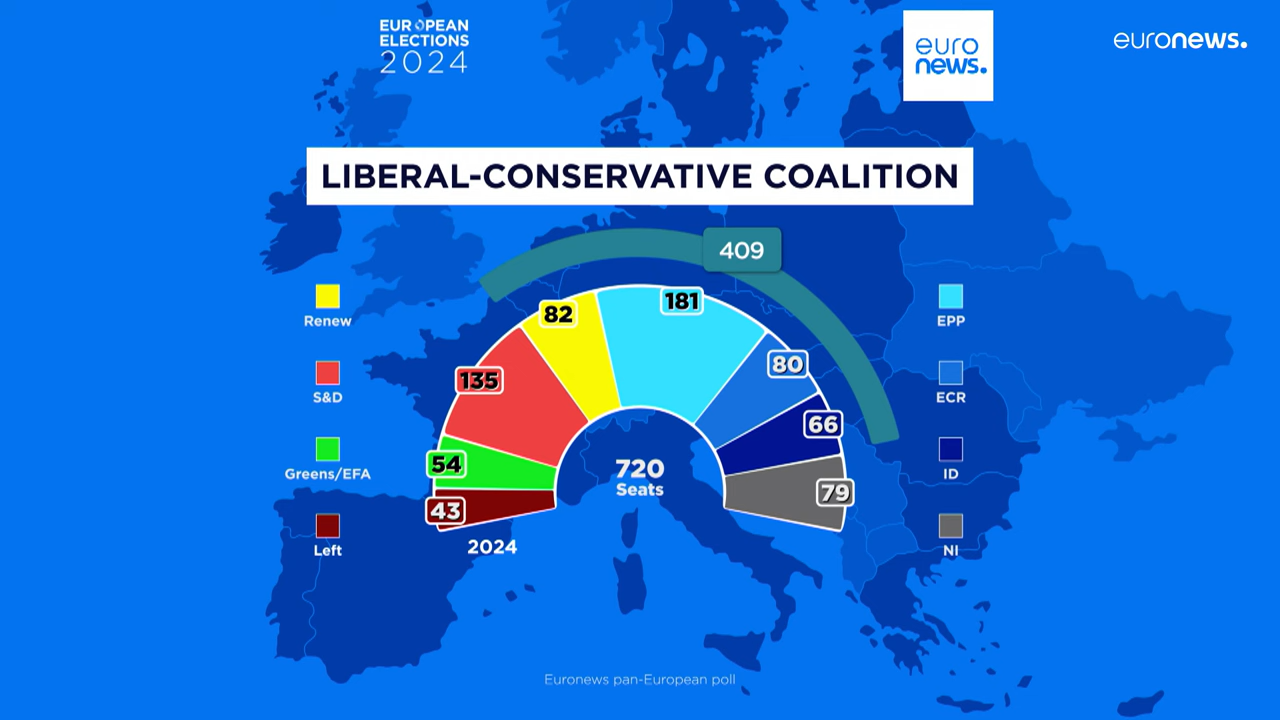 EUROPEAN
ELECTIONS
2024
euro
news.
euronews.
LIBERAL-CONSERVATIVE COALITION
409
181
82
80
135
66
54
79
43
720
Seats
2024
Renew
S&D
Greens/EFA
Left
EPP
ECR
ID
NI
Euronews pan-European poll